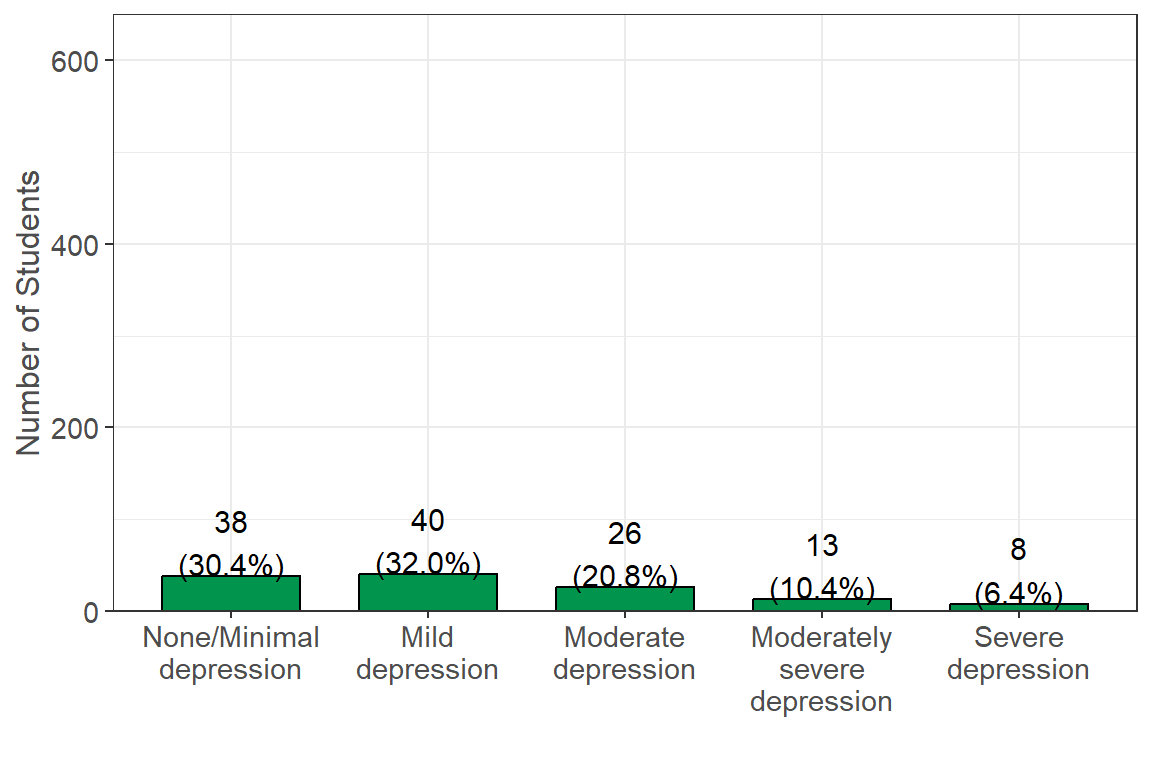 Number of Students
600
400
200
0
38
(30.4%)
40
(32.0%)
26
(20.8%)
13
(10.4%)
8
(6.4%)
None/Minimal
depression
Mild
depression
Moderate
depression
Moderately
severe
depression
Severe
depression